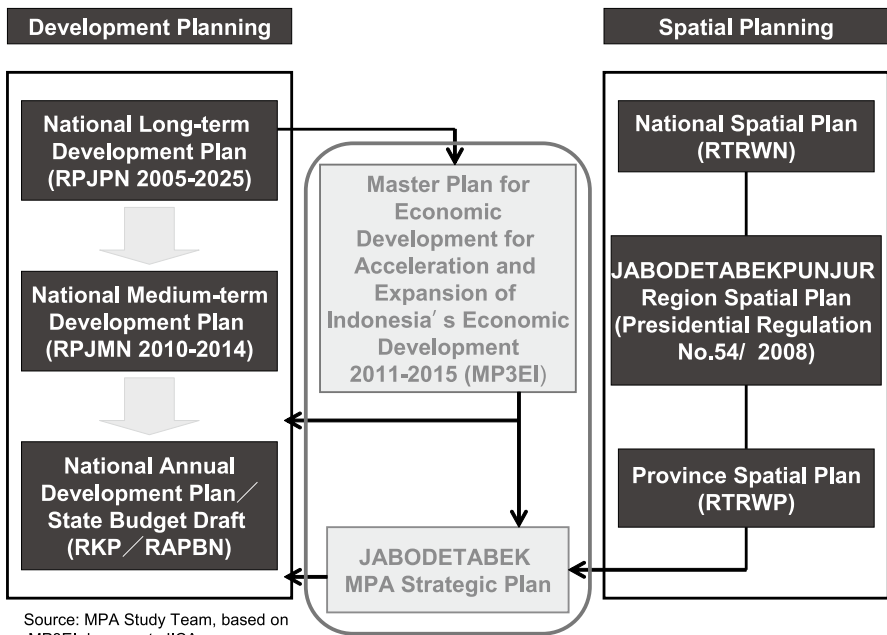 Development Planning
National Long-term
Development Plan
(RPJPN 2005-2025)
National Medium-term
Development Plan
(RPJMN 2010-2014)
National Annual
Development Plan／
State Budget Draft
(RKP／RAPBN)
Master Plan for
Economic
Development for
Acceleration and
Expansion of
Indonesia' s Economic
Development
2011-2015 (MP3EI)
JABODETABEK
MPA Strategic Plan
Spatial Planning
National Spatial Plan
(RTRWN)
JABODETABEKPUNJUR
Region Spatial Plan
(Presidential Regulation
No.54/ 2008)
Province Spatial Plan
(RTRWP)
Source: MPA Study Team, based on